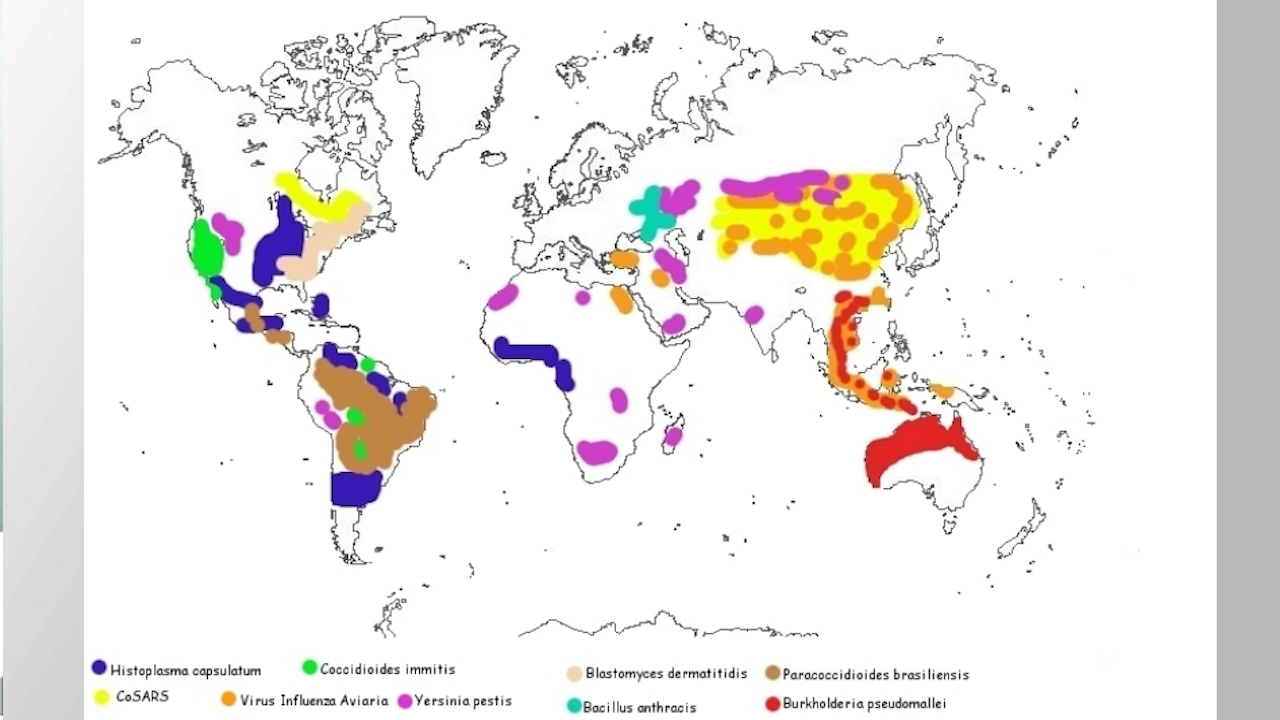 Histoplasma capsulatum
Coccidioides immitis
Blastomyces dermatitidis
Paracoccidioides brasiliensis
CoSARS
Virus Influenza Aviaria
Yersinia pestis
Bacillus anthracis
Burkholderia pseudomallei